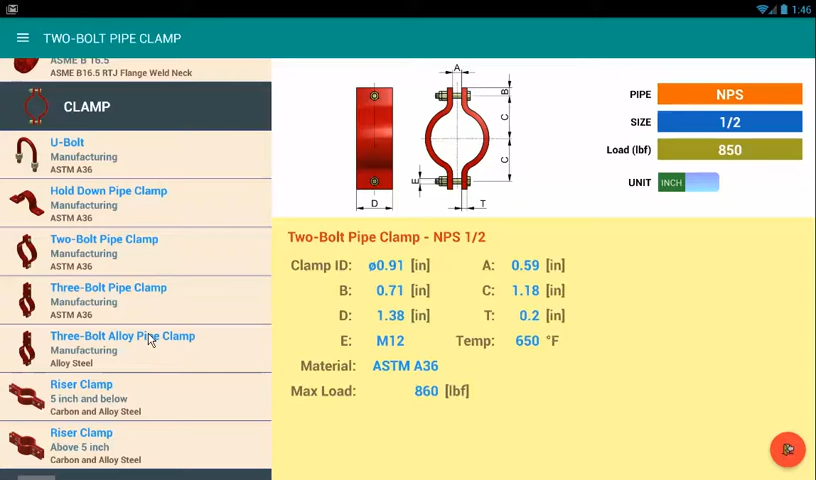 1:46
TWO-BOLT PIPE CLAMP
ASME B 16.5
ASME B16.5 RTJ Flange Weld Neck
CLAMP
U-Bolt
Manufacturing
ASTM A36
Hold Down Pipe Clamp
Manufacturing
ASTM A36
Two-Bolt Pipe Clamp
Manufacturing
ASTM A36
Three-Bolt Pipe Clamp
Manufacturing
ASTM A36
Three-Bolt Alloy Pipe Clamp
Manufacturing
Alloy Steel
Riser Clamp
5 inch and below
Carbon and Alloy Steel
Riser Clamp
Above 5 inch
Carbon and Alloy Steel
A
B
C
C
E
D
T
PIPE NPS
SIZE 1/2
Load (lbf) 850
UNIT INCH
Two-Bolt Pipe Clamp - NPS 1/2
Clamp ID: ø0.91 [in] A: 0.59 [in]
B: 0.71 [in] C: 1.18 [in]
D: 1.38 [in] T: 0.2 [in]
E: M12 Temp: 650 °F
Material: ASTM A36
Max Load: 860 [lbf]